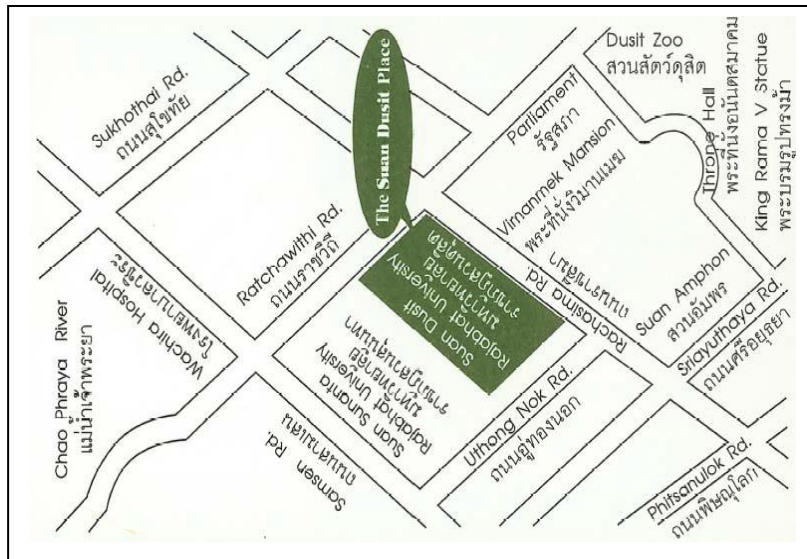 Dusit Zoo
สวนสัตว์ดุสิต
The Suan Dusit Place
Parliament
รัฐสภา
Sukhothai Rd.
ถนนสุโขทัย
Vimanmek Mansion
พระที่นั่งวิมานเมฆ
Throne Hall
พระที่นั่งอนันตสมาคม
King Rama V Statue
พระบรมรูปทรงม้า
Ratchawithi Rd.
ถนนราชวิถี
Suan Dusit
Rajabhat University
มหาวิทยาลัย
ราชภัฏสวนดุสิต
Rachasima Rd.
ถนนราชสีมา
Wachira Hospital
โรงพยาบาลวชิระ
Suan Amphon
สวนอัมพร
Sriayuthaya Rd.
ถนนศรีอยุธยา
Chao Phraya River
แม่น้ำเจ้าพระยา
Suan Sunanta
Rajabhat University
มหาวิทยาลัย
ราชภัฏสวนสุนันทา
Uthong Nok Rd.
ถนนอู่ทองนอก
Samsen Rd.
ถนนสามเสน
Phitsanulok Rd.
ถนนพิษณุโลก